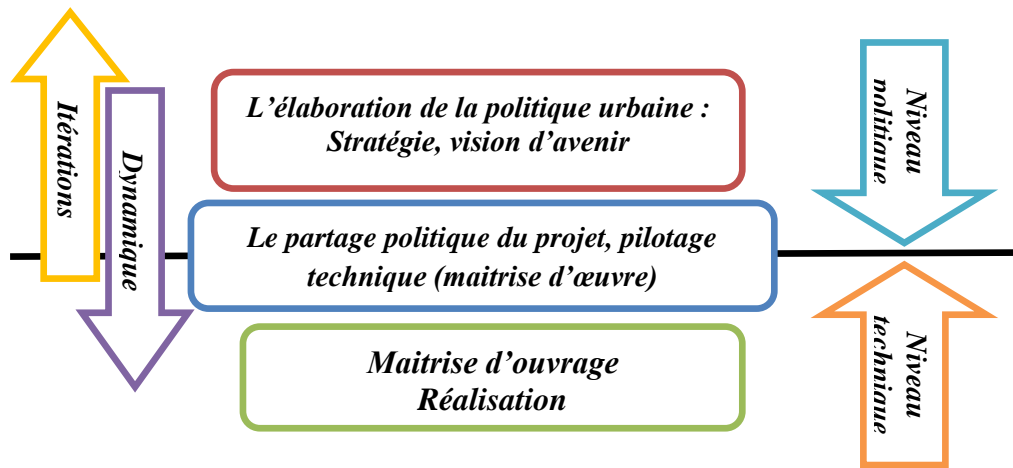 Itérations
Dynamique
L’élaboration de la politique urbaine :
Stratégie, vision d’avenir
Le partage politique du projet, pilotage
technique (maitrise d’œuvre)
Maitrise d’ouvrage
Réalisation
Niveau
politique
Niveau
technique